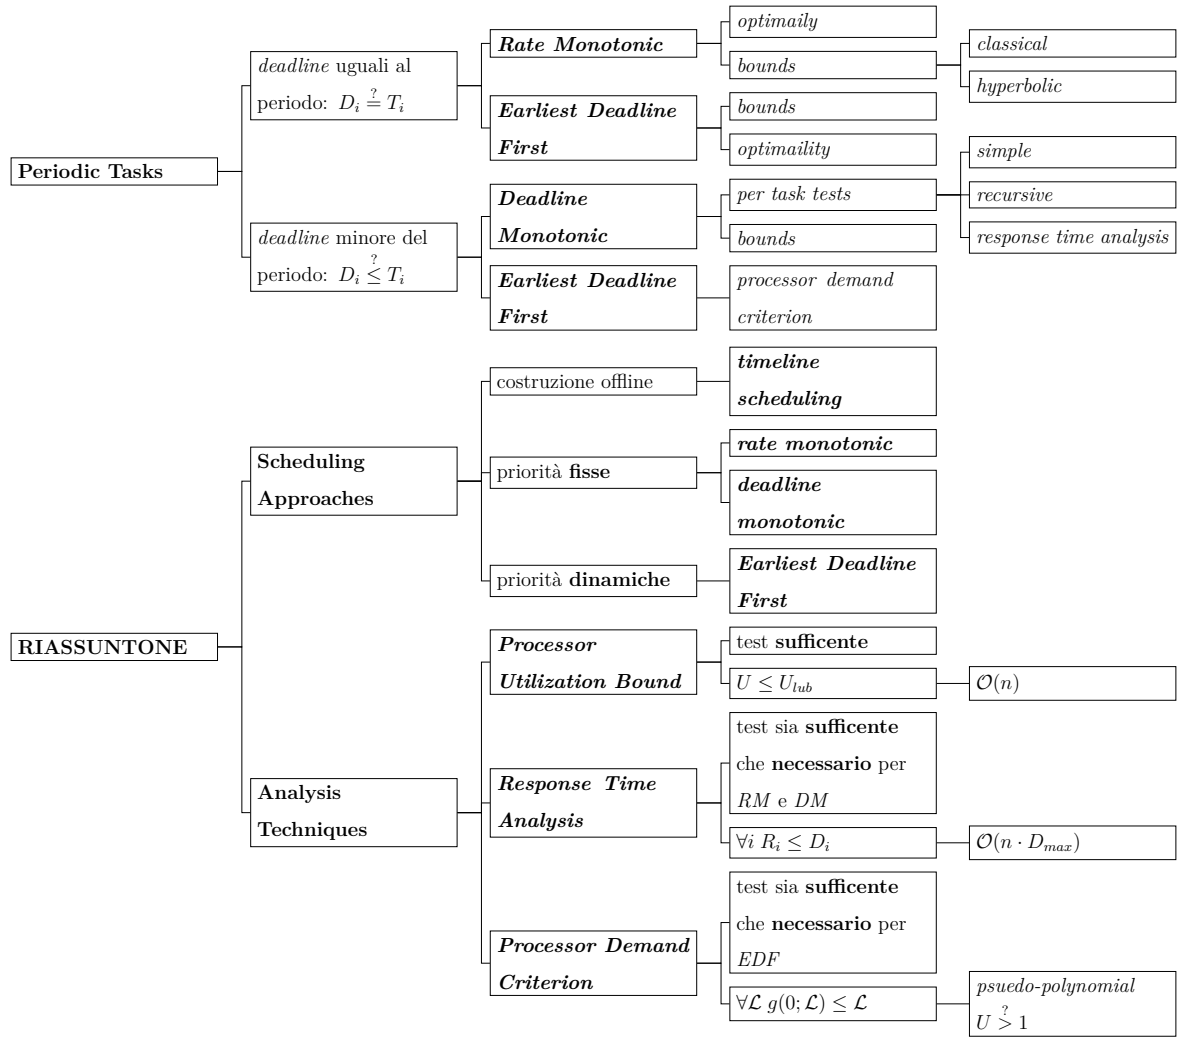 Periodic Tasks
deadline uguali al
periodo: D_i ≟ T_i
Rate Monotonic
optimaily
bounds
classical
hyperbolic
Earliest Deadline
First
bounds
optimaility
deadline minore del
periodo: D_i ≤? T_i
Deadline
Monotonic
per task tests
simple
recursive
response time analysis
bounds
Earliest Deadline
First
processor demand
criterion
RIASSUNTONE
Scheduling
Approaches
costruzione offline
timeline
scheduling
priorità fisse
rate monotonic
deadline
monotonic
priorità dinamiche
Earliest Deadline
First
Analysis
Techniques
Processor
Utilization Bound
test sufficente
U ≤ U_lub
O(n)
Response Time
Analysis
test sia sufficente
che necessario per
RM e DM
∀i R_i ≤ D_i
O(n · D_max)
Processor Demand
Criterion
test sia sufficente
che necessario per
EDF
∀L g(0; L) ≤ L
psuedo-polynomial
U >? 1